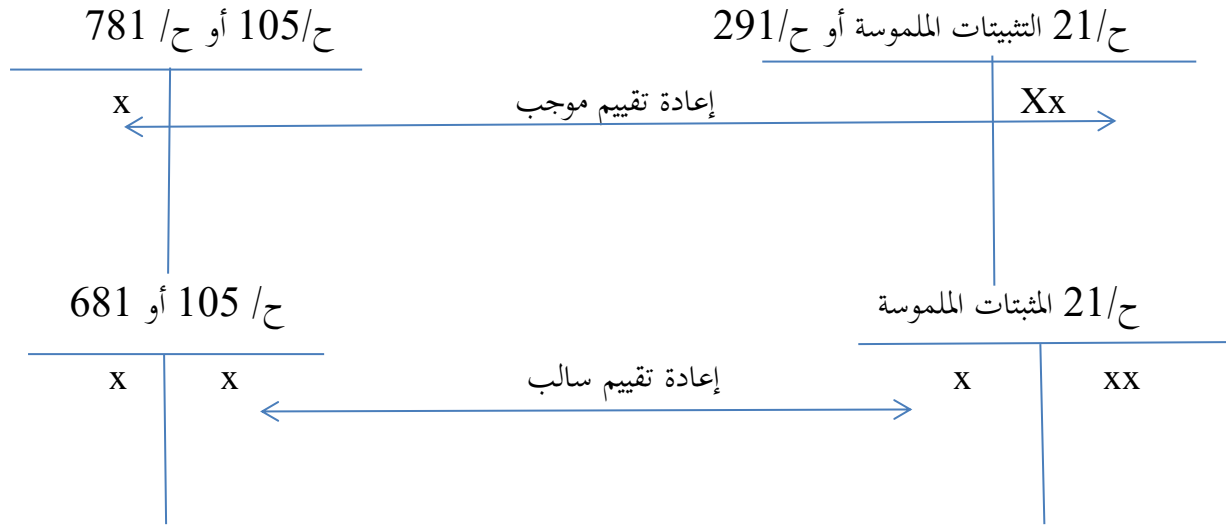 ح/21 التثبيتات الملموسة أو ح/291
ح/105 أو ح/ 781
Xx
إعادة تقييم موجب
x
ح/21 المثبتات الملموسة
ح/ 105 أو 681
xx
x
إعادة تقييم سالب
x
x